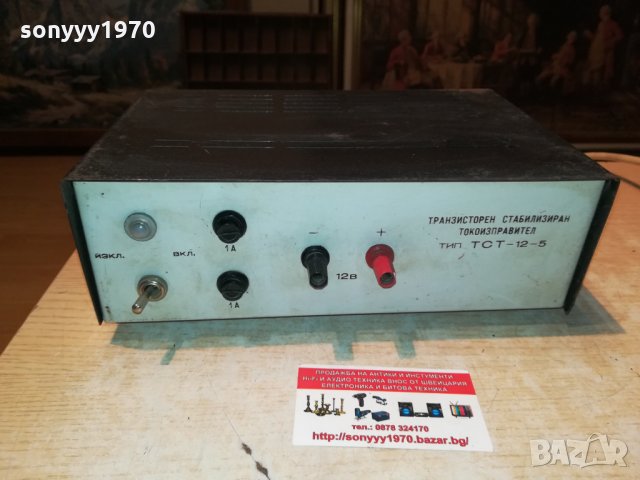 sonyyy1970
ТРАНЗИСТОРЕН СТАБИЛИЗИРАН
ТОКОИЗПРАВИТЕЛ
ТИП ТСТ-12-5
ИЗКЛ.
ВКЛ.
1А
1А
-
+
12В
ПРОДАЖБА НА АНТИКИ И ИНСТУМЕНТИ
Hi-Fi И АУДИО ТЕХНИКА ВНОС ОТ ШВЕЙЦАРИЯ
ЕЛЕКТРОНИКА И БИТОВА ТЕХНИКА
тел.: 0878 324170
http://sonyyy1970.bazar.bg/
BAZAR
bg